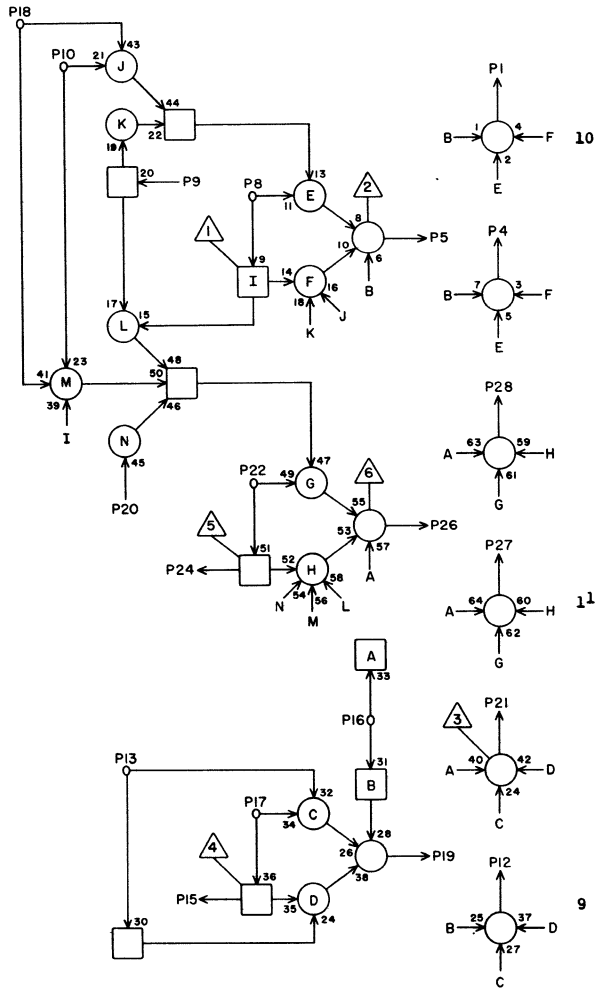 P18
43
P10
21
J
P1
44
K
22
1
4
B
F
10
19
2
20
P9
E
13
P8
E
2
11
1
8
P4
9
10
P5
6
I
14
F
16
B
7
3
F
17
15
18
B
5
L
J
K
E
48
23
50
P28
41
M
46
39
63
59
N
A
H
I
45
47
61
P22
6
49
G
G
P20
55
5
53
P26
P27
51
57
P24
52
H
58
A
64
60
54
A
H
11
56
N
L
62
M
G
A
33
P21
3
P16
P13
31
40
42
A
D
B
24
32
P17
C
C
34
28
4
26
P19
P12
36
38
P15
35
D
9
24
25
37
30
B
D
27
C